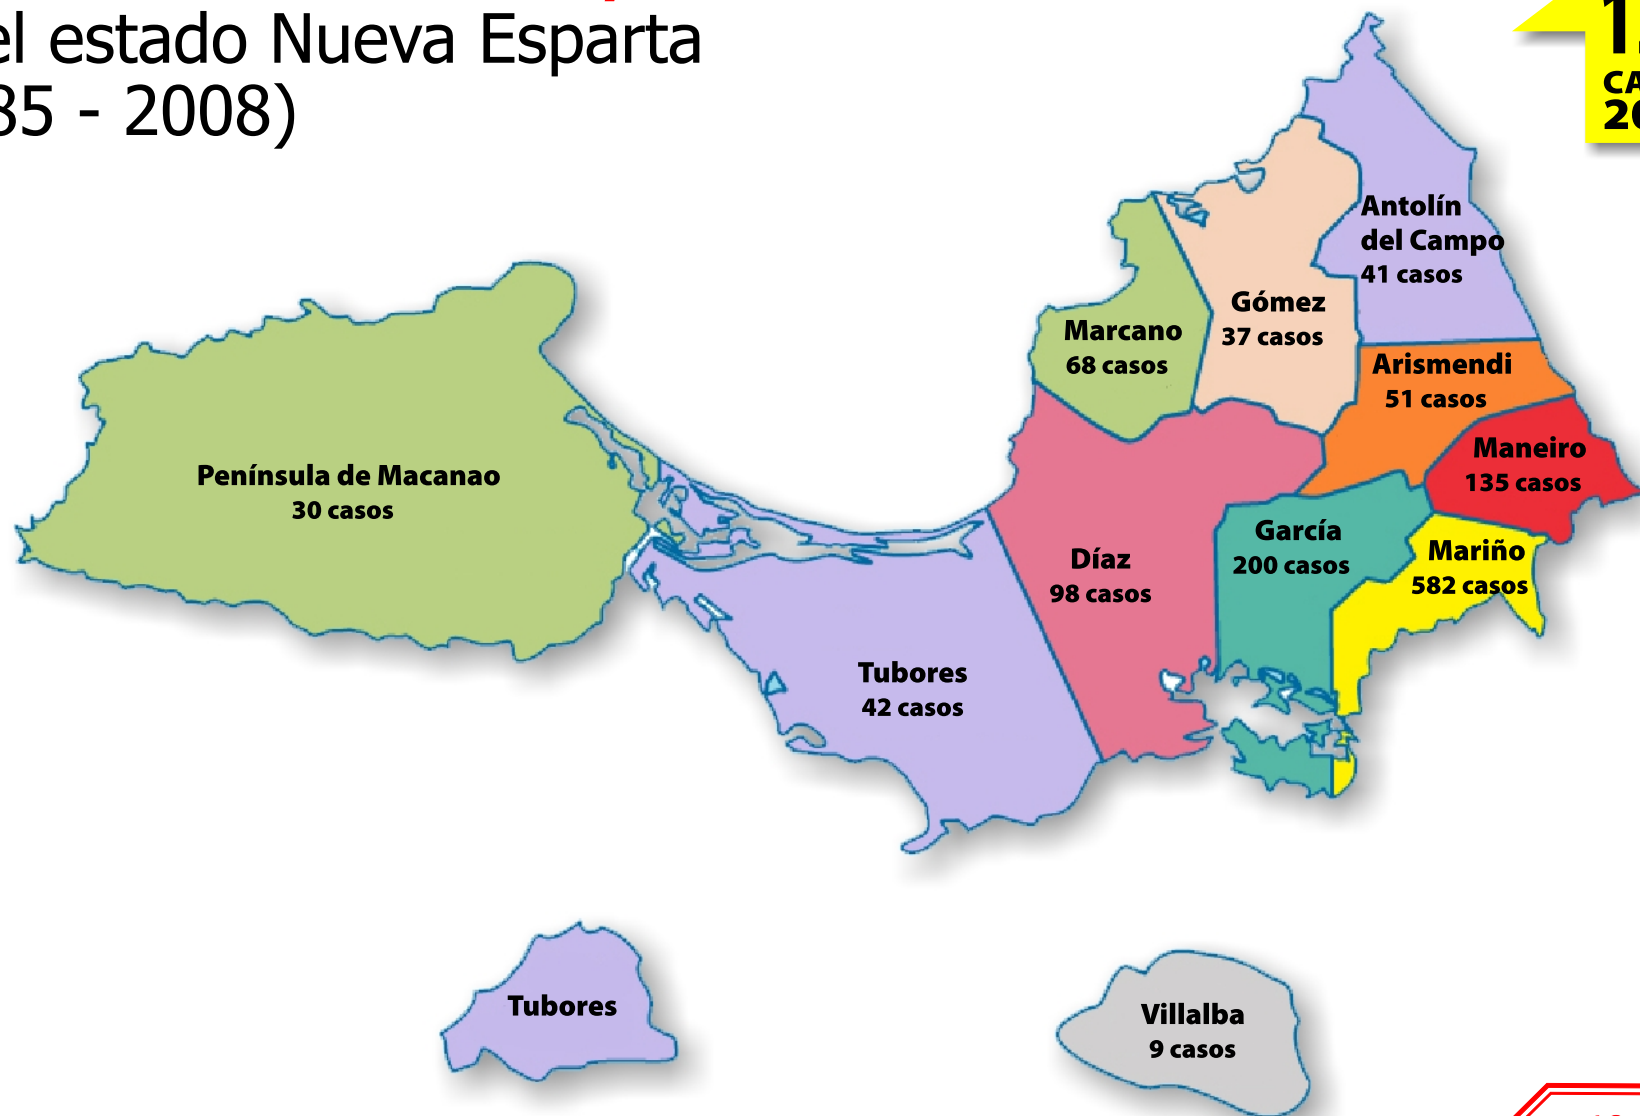 el estado Nueva Esparta
85 - 2008)
Antolín
del Campo
41 casos
Gómez
37 casos
Marcano
68 casos
Arismendi
51 casos
Maneiro
135 casos
Península de Macanao
30 casos
García
200 casos
Mariño
582 casos
Díaz
98 casos
Tubores
42 casos
Tubores
Villalba
9 casos